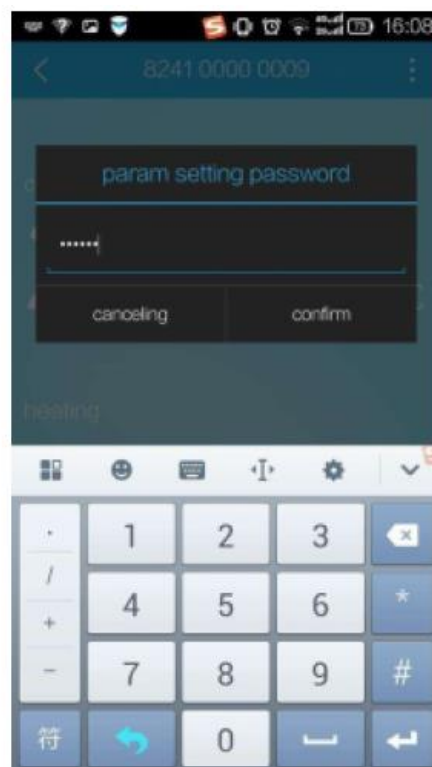 16:08
8241 0000 0009
param setting password
••••••
canceling confirm
heating
· 1 2 3
/ 4 5 6 *
+
- 7 8 9 #
符 0